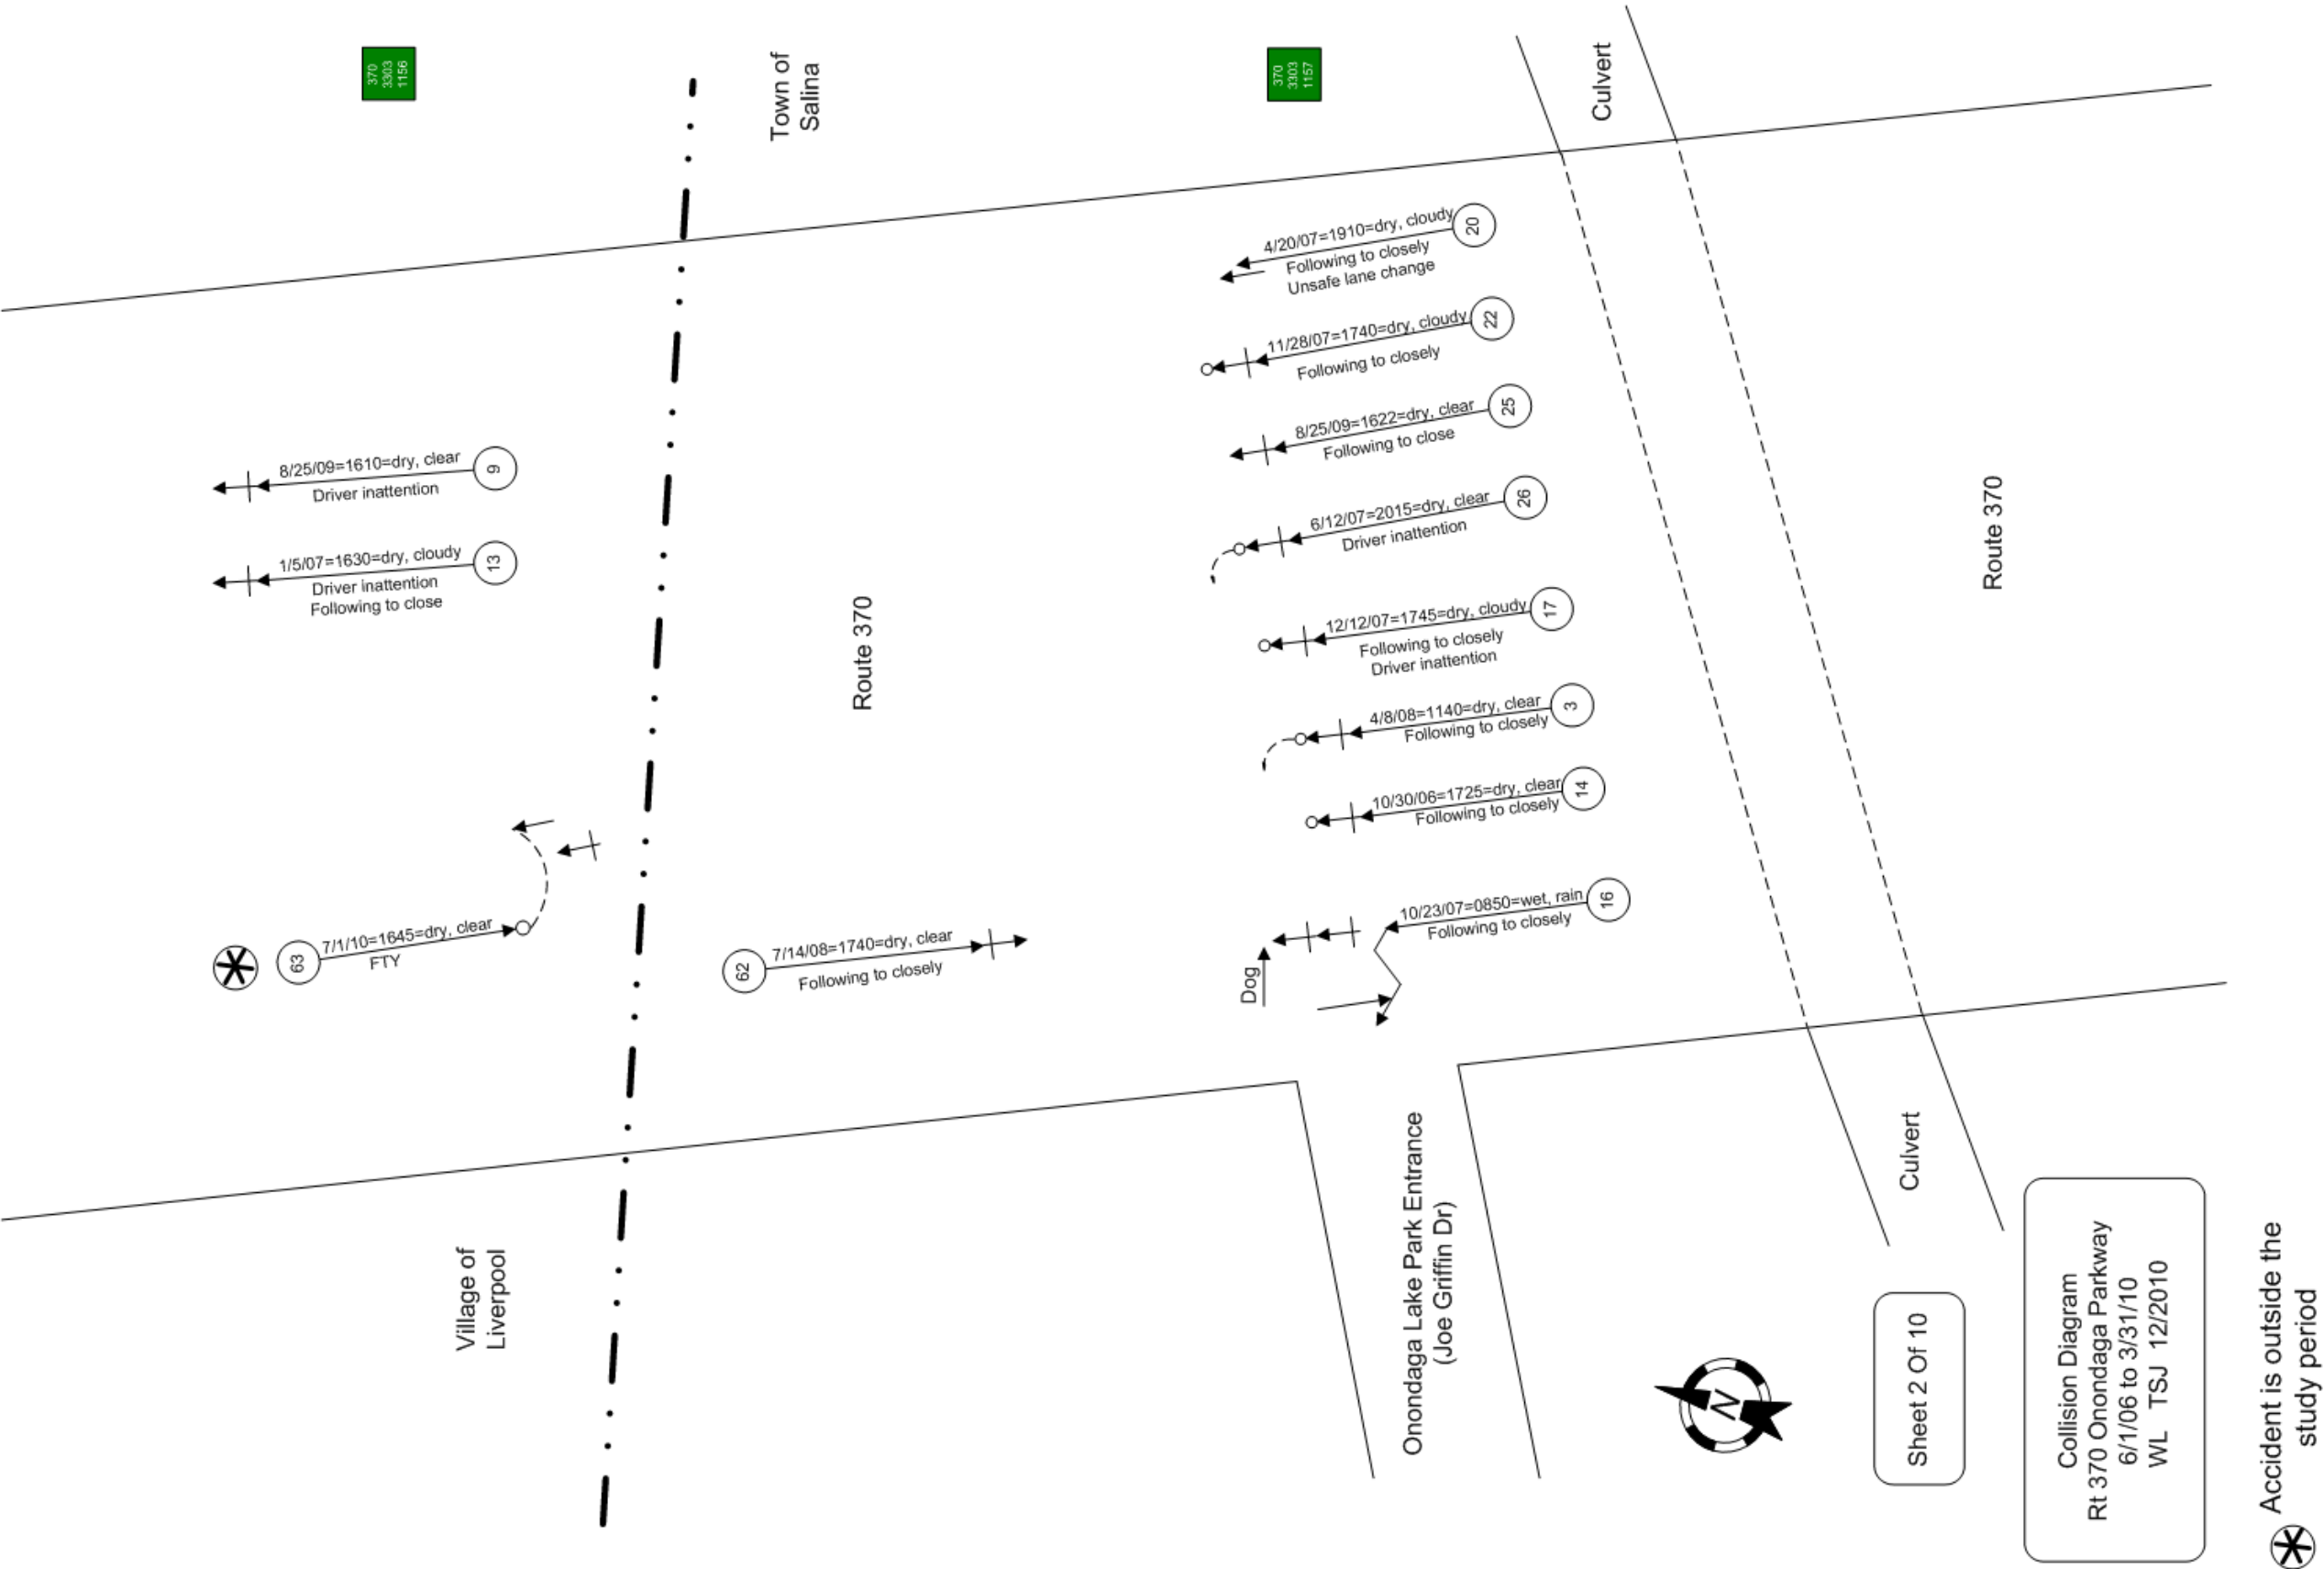 370
3303
1156
370
3303
1157
Town of
Salina
Culvert
8/25/09=1610=dry, clear
Driver inattention
9
1/5/07=1630=dry, cloudy
Driver inattention
Following to close
13
63
7/1/10=1645=dry, clear
FTY
62
7/14/08=1740=dry, clear
Following to closely
Route 370
4/20/07=1910=dry, cloudy
Following to closely
Unsafe lane change
20
11/28/07=1740=dry, cloudy
Following to closely
22
8/25/09=1622=dry, clear
Following to close
25
6/12/07=2015=dry, clear
Driver inattention
26
12/12/07=1745=dry, cloudy
Following to closely
Driver inattention
17
4/8/08=1140=dry, clear
Following to closely
3
10/30/06=1725=dry, clear
Following to closely
14
Dog
10/23/07=0850=wet, rain
Following to closely
16
Route 370
Village of
Liverpool
Onondaga Lake Park Entrance
(Joe Griffin Dr)
Culvert
N
Sheet 2 Of 10
Collision Diagram
Rt 370 Onondaga Parkway
6/1/06 to 3/31/10
WL TSJ 12/2010
Accident is outside the
study period